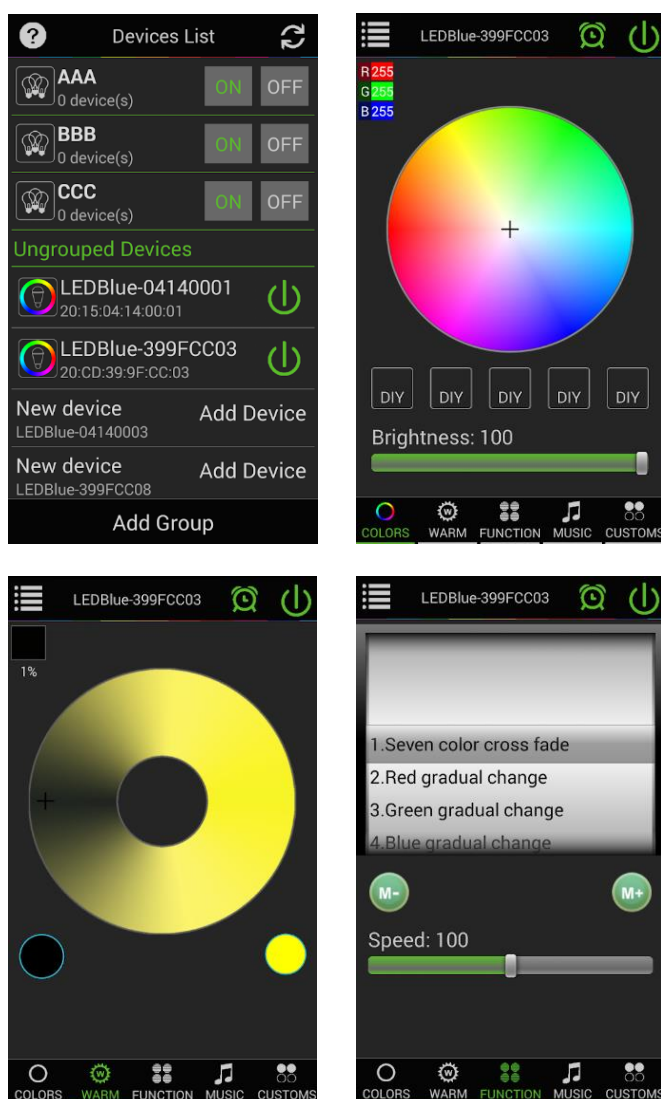 Devices List
AAA
0 device(s)
ON OFF
BBB
0 device(s)
ON OFF
CCC
0 device(s)
ON OFF
Ungrouped Devices
LEDBlue-04140001
20:15:04:14:00:01
LEDBlue-399FCC03
20:CD:39:9F:CC:03
New device
LEDBlue-04140003
Add Device
New device
LEDBlue-399FCC08
Add Device
Add Group
LEDBlue-399FCC03
R 255
G 255
B 255
DIY DIY DIY DIY DIY
Brightness: 100
COLORS WARM FUNCTION MUSIC CUSTOMS
LEDBlue-399FCC03
1%
COLORS WARM FUNCTION MUSIC CUSTOMS
LEDBlue-399FCC03
1.Seven color cross fade
2.Red gradual change
3.Green gradual change
4.Blue gradual change
M- M+
Speed: 100
COLORS WARM FUNCTION MUSIC CUSTOMS